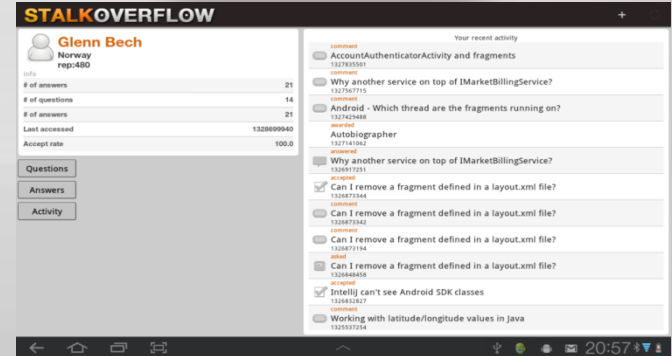 STALKOVERFLOW
Glenn Bech
Norway
rep:480
info
# of answers 21
# of questions 14
# of answers 21
Last accessed 1328699940
Accept rate 100.0
Questions
Answers
Activity
Your recent activity
comment
AccountAuthenticatorActivity and fragments
1327835501
comment
Why another service on top of IMarketBillingService?
1327567715
comment
Android - Which thread are the fragments running on?
1327429488
awarded
Autobiographer
1327141062
answered
Why another service on top of IMarketBillingService?
1326917251
accepted
Can I remove a fragment defined in a layout.xml file?
1326873344
comment
Can I remove a fragment defined in a layout.xml file?
1326873342
comment
Can I remove a fragment defined in a layout.xml file?
1326873194
asked
Can I remove a fragment defined in a layout.xml file?
1326848458
accepted
IntelliJ can't see Android SDK classes
1326832827
comment
Working with latitude/longitude values in Java
1325537254
20:57